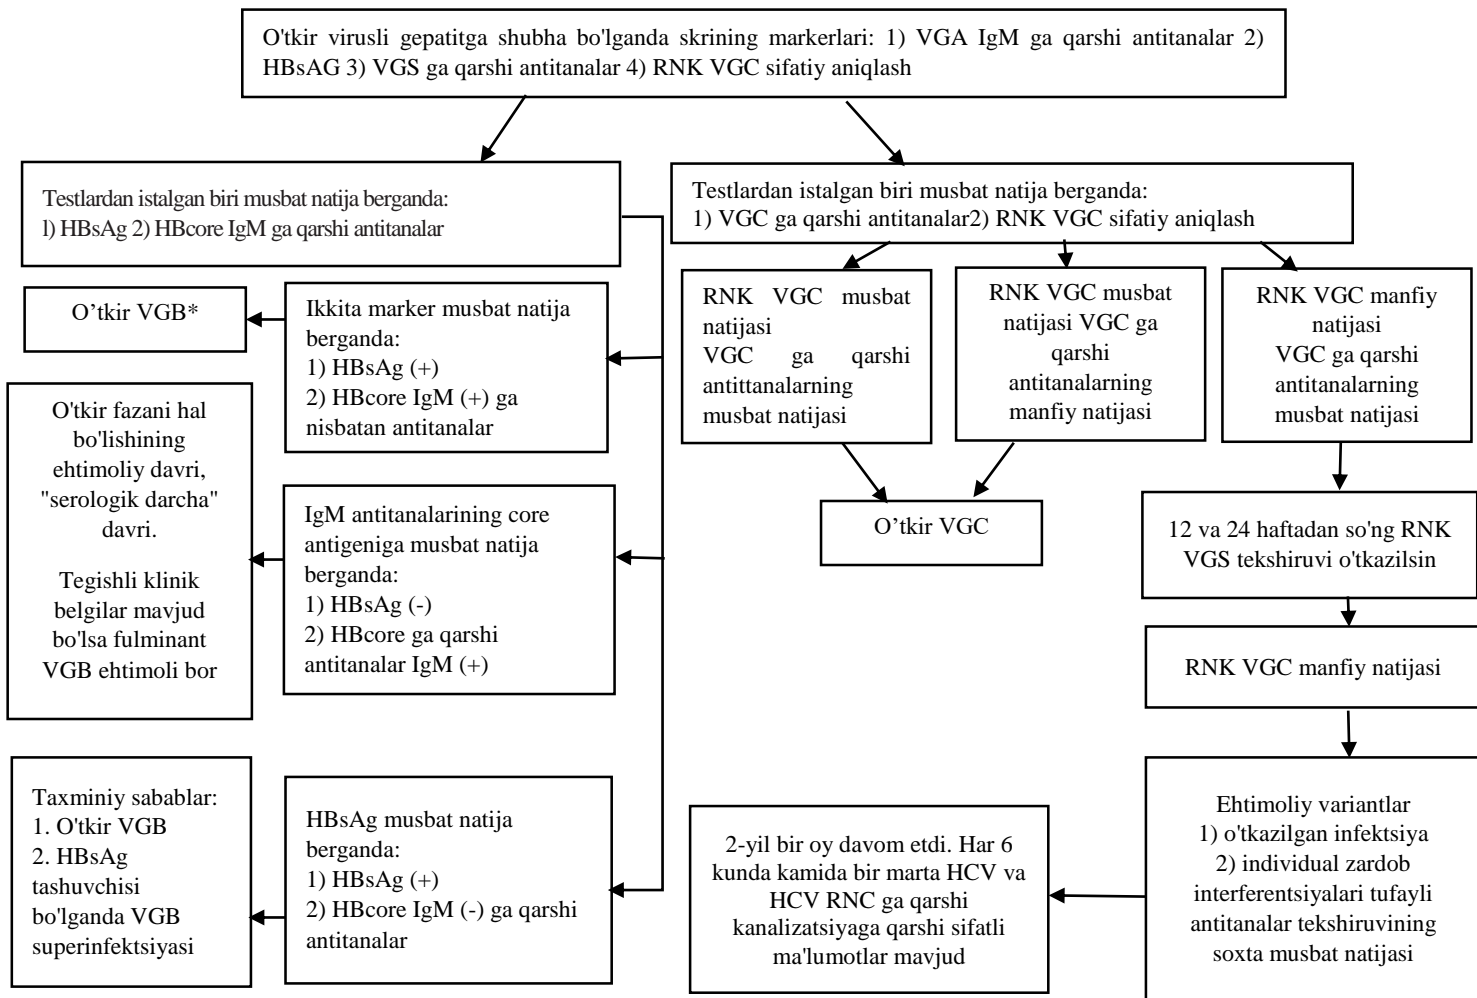 O'tkir virusli gepatitga shubha bo'lganda skrining markerlari: 1) VGA IgM ga qarshi antitanalar 2)
HBsAG 3) VGS ga qarshi antitanalar 4) RNK VGC sifatiy aniqlash
Testlardan istalgan biri musbat natija berganda:
l) HBsAg 2) HBcore IgM ga qarshi antitanalar
Testlardan istalgan biri musbat natija berganda:
1) VGC ga qarshi antitanalar2) RNK VGC sifatiy aniqlash
O’tkir VGB*
Ikkita marker musbat natija
berganda:
1) HBsAg (+)
2) HBcore IgM (+) ga
nisbatan antitanalar
RNK VGC musbat
natijasi
VGC ga qarshi
antittanalarning
musbat natijasi
RNK VGC musbat
natijasi VGC ga
qarshi
antitanalarning
manfiy natijasi
RNK VGC manfiy
natijasi
VGC ga qarshi
antitanalarning
musbat natijasi
O'tkir fazani hal
bo'lishining
ehtimoliy davri,
"serologik darcha"
davri.
Tegishli klinik
belgilar mavjud
bo'lsa fulminant
VGB ehtimoli bor
IgM antitanalarining core
antigeniga musbat natija
berganda:
1) HBsAg (-)
2) HBcore ga qarshi
antitanalar IgM (+)
O’tkir VGC
12 va 24 haftadan so'ng RNK
VGS tekshiruvi o'tkazilsin
RNK VGC manfiy natijasi
Taxminiy sabablar:
1. O'tkir VGB
2. HBsAg
tashuvchisi
bo'lganda VGB
superinfektsiyasi
HBsAg musbat natija
berganda:
1) HBsAg (+)
2) HBcore IgM (-) ga qarshi
antitanalar
2-yil bir oy davom etdi. Har 6
kunda kamida bir marta HCV va
HCV RNC ga qarshi
kanalizatsiyaga qarshi sifatli
ma'lumotlar mavjud
Ehtimoliy variantlar
1) o'tkazilgan infektsiya
2) individual zardob
interferentsiyalari tufayli
antitanalar tekshiruvining
soxta musbat natijasi